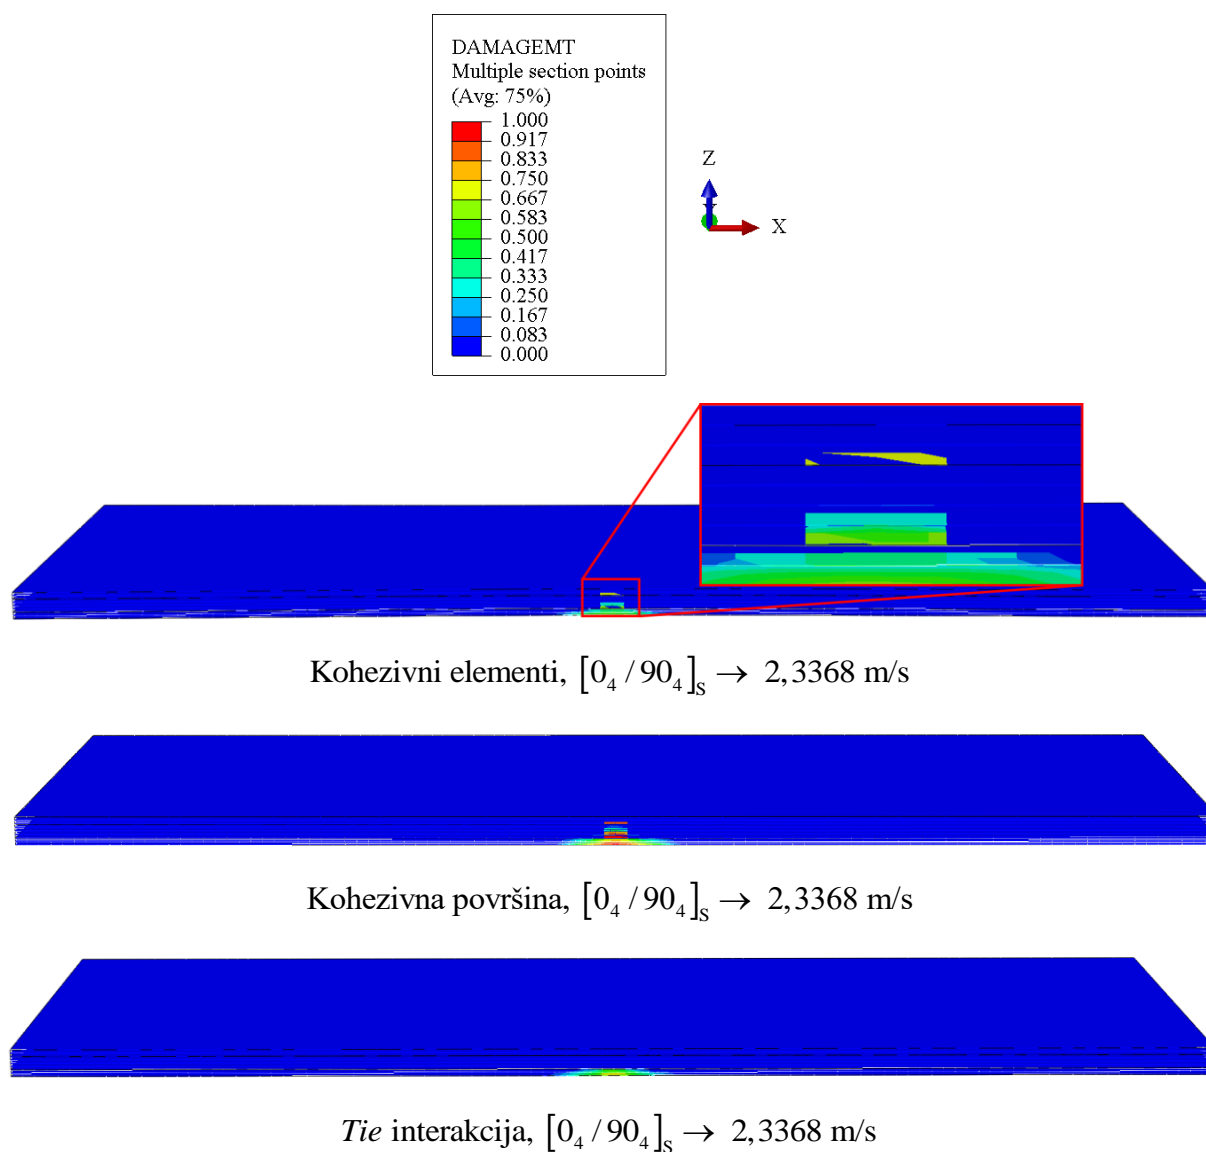 DAMAGEMT
Multiple section points
(Avg: 75%)
1.000
0.917
0.833
0.750
0.667
0.583
0.500
0.417
0.333
0.250
0.167
0.083
0.000
Z
X
Kohezivni elementi, [0₄ / 90₄]ₛ → 2,3368 m/s
Kohezivna površina, [0₄ / 90₄]ₛ → 2,3368 m/s
Tie interakcija, [0₄ / 90₄]ₛ → 2,3368 m/s